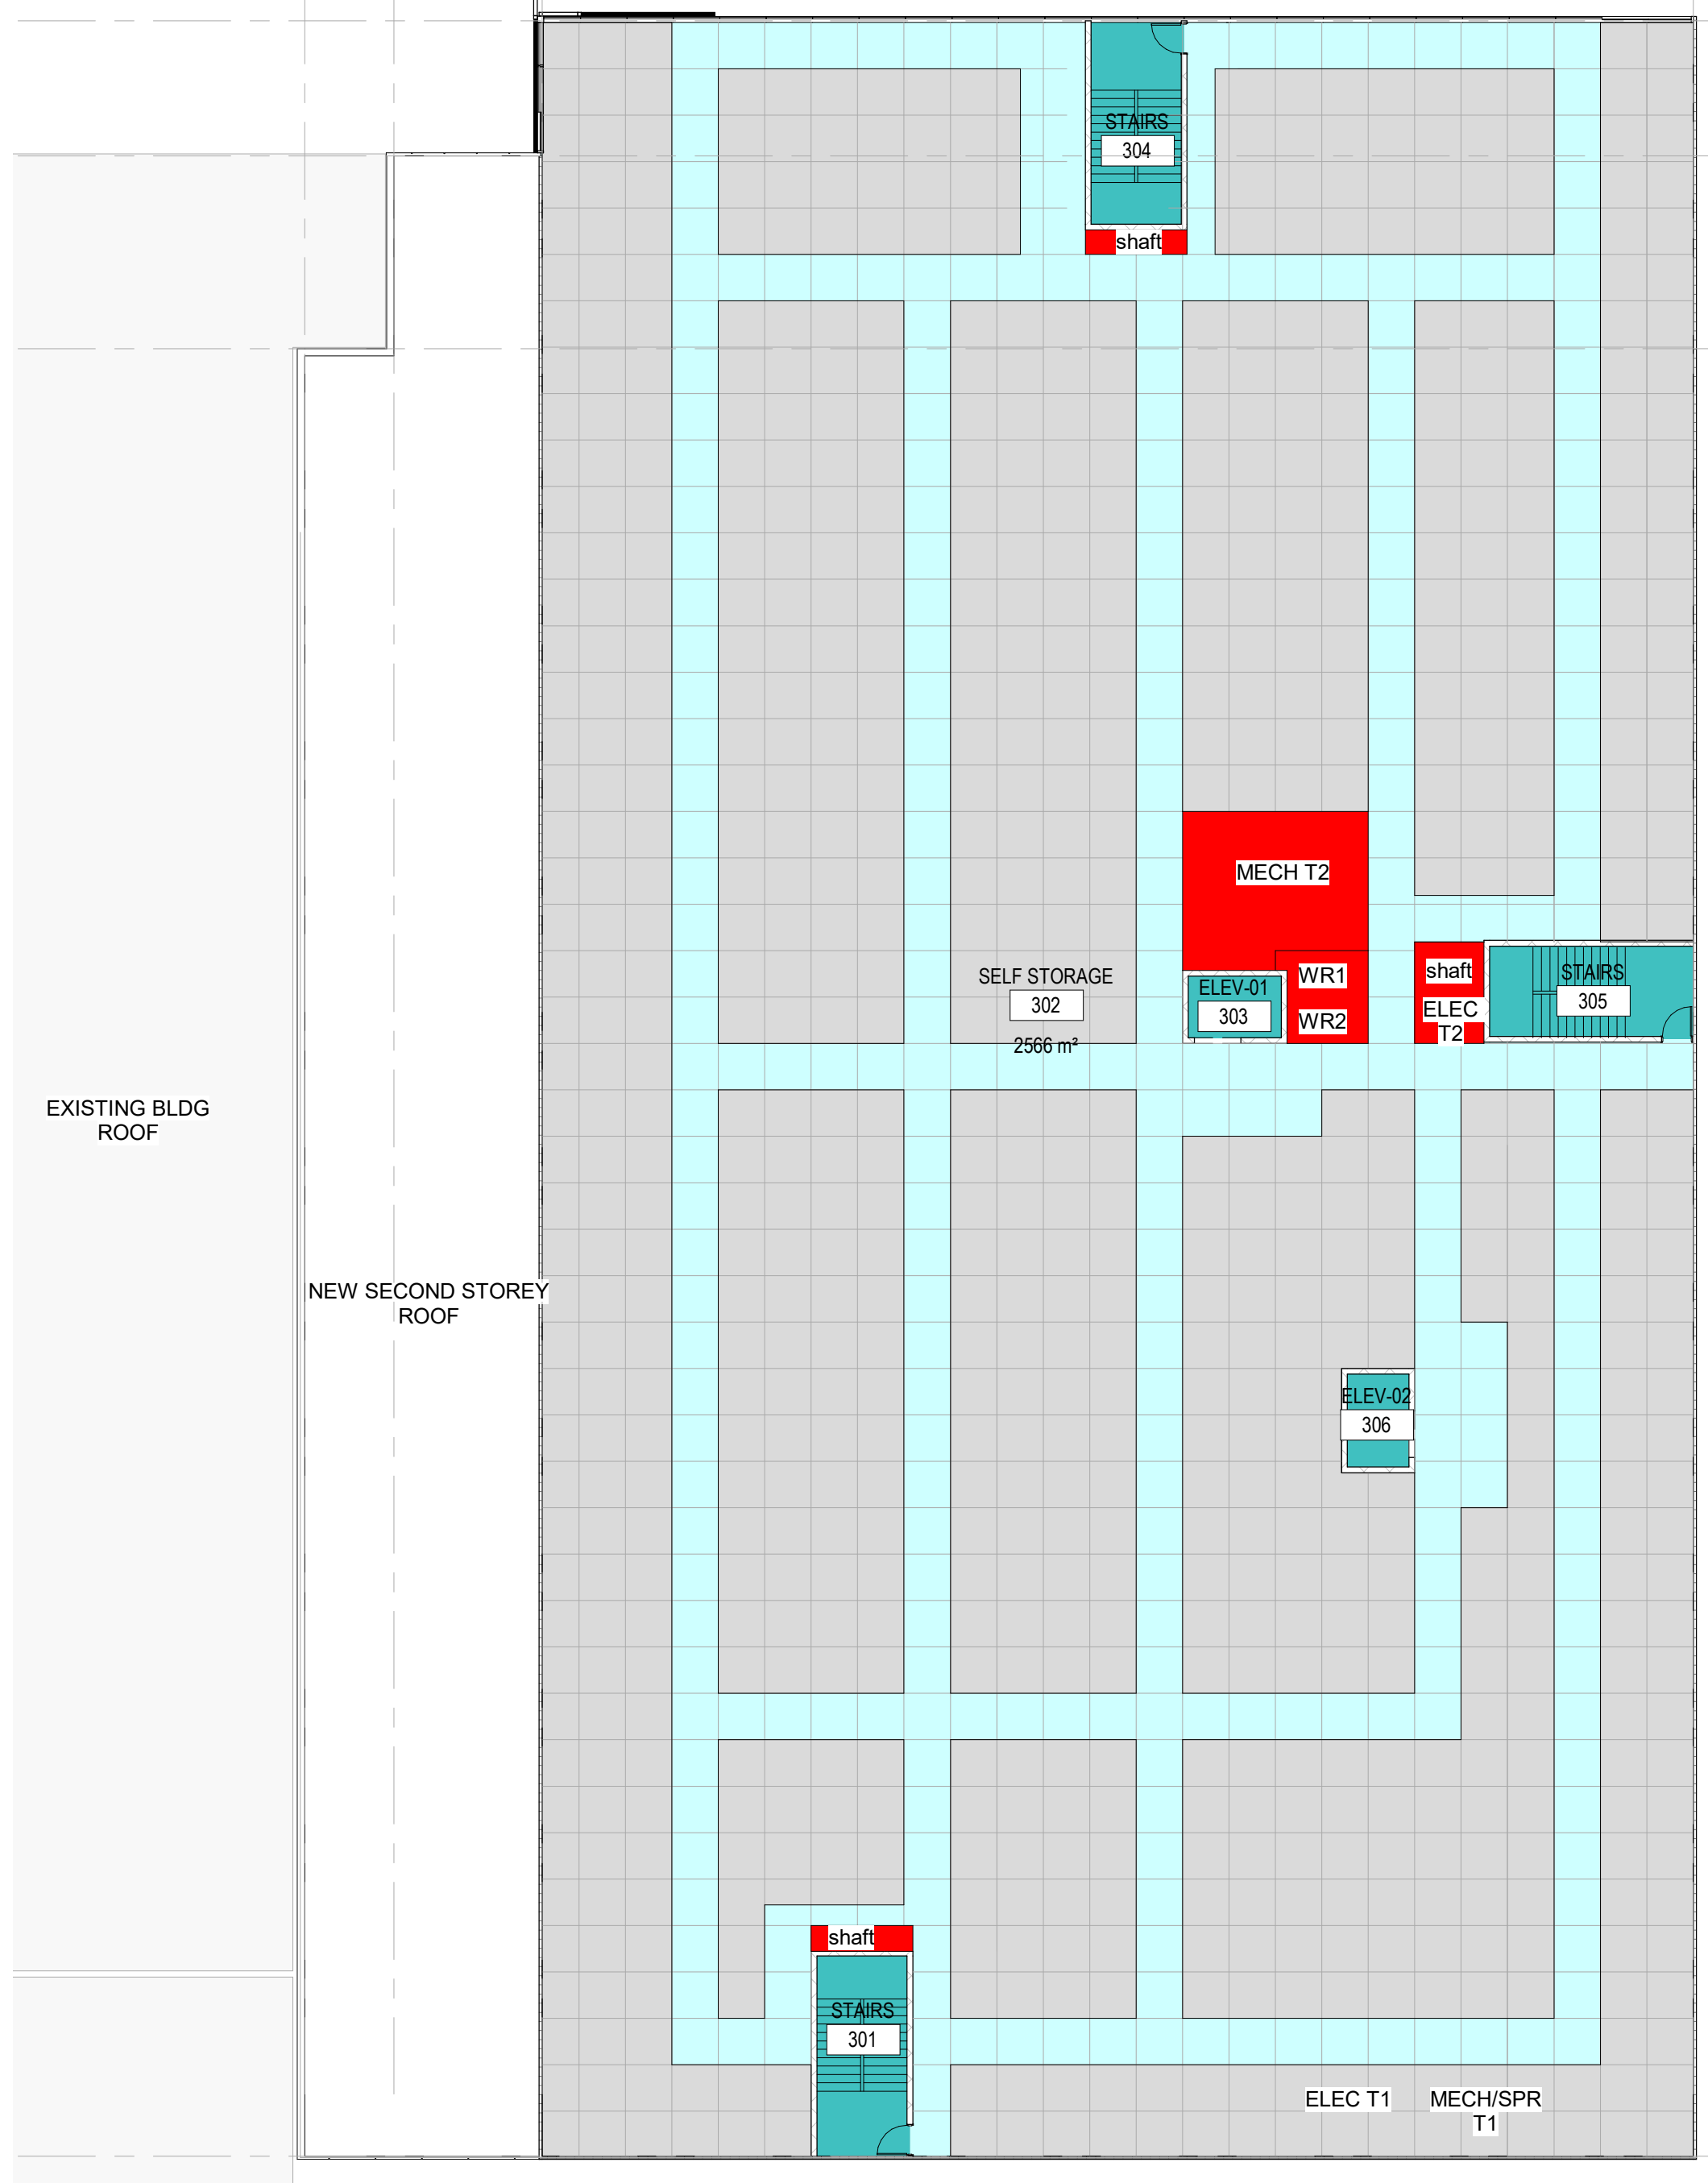 STAIRS
304
shaft
MECH T2
SELF STORAGE
302
2566 m²
ELEV-01
303
WR1
WR2
shaft
ELEC
T2
STAIRS
305
EXISTING BLDG
ROOF
NEW SECOND STOREY
ROOF
ELEV-02
306
shaft
STAIRS
301
ELEC T1
MECH/SPR
T1